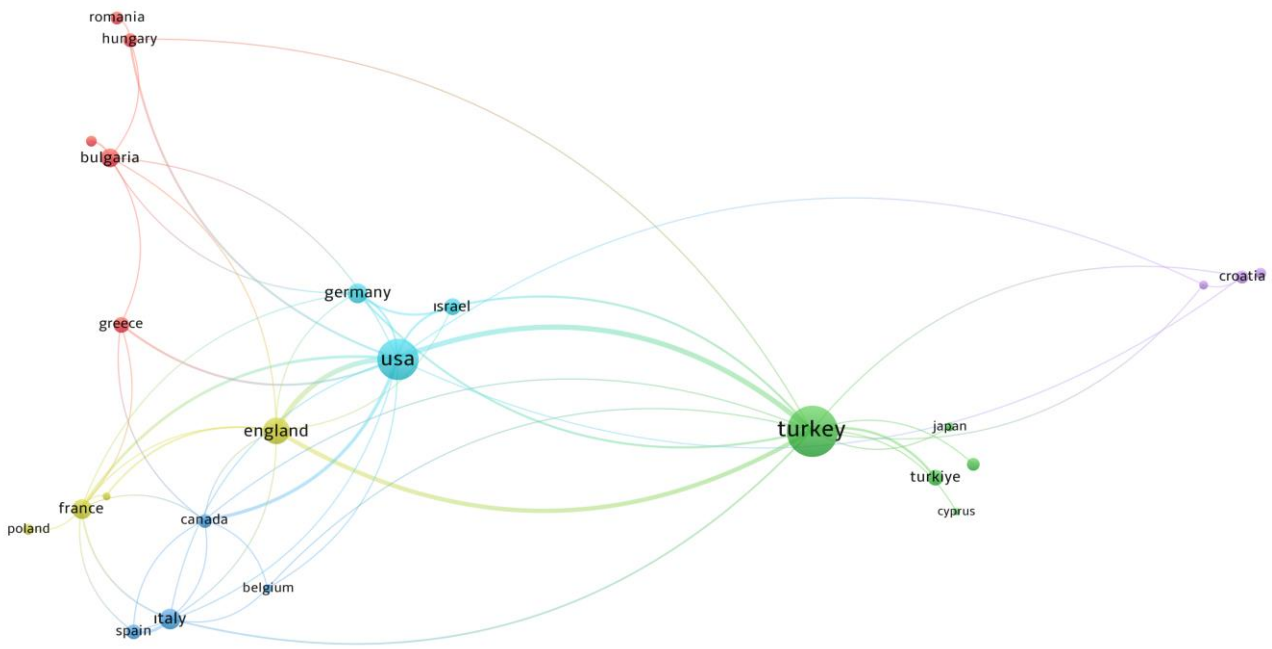 romania
hungary
bulgaria
croatia
germany
ısrael
greece
usa
england
turkey
japan
turkiye
france
cyprus
canada
poland
belgium
ıtaly
spain